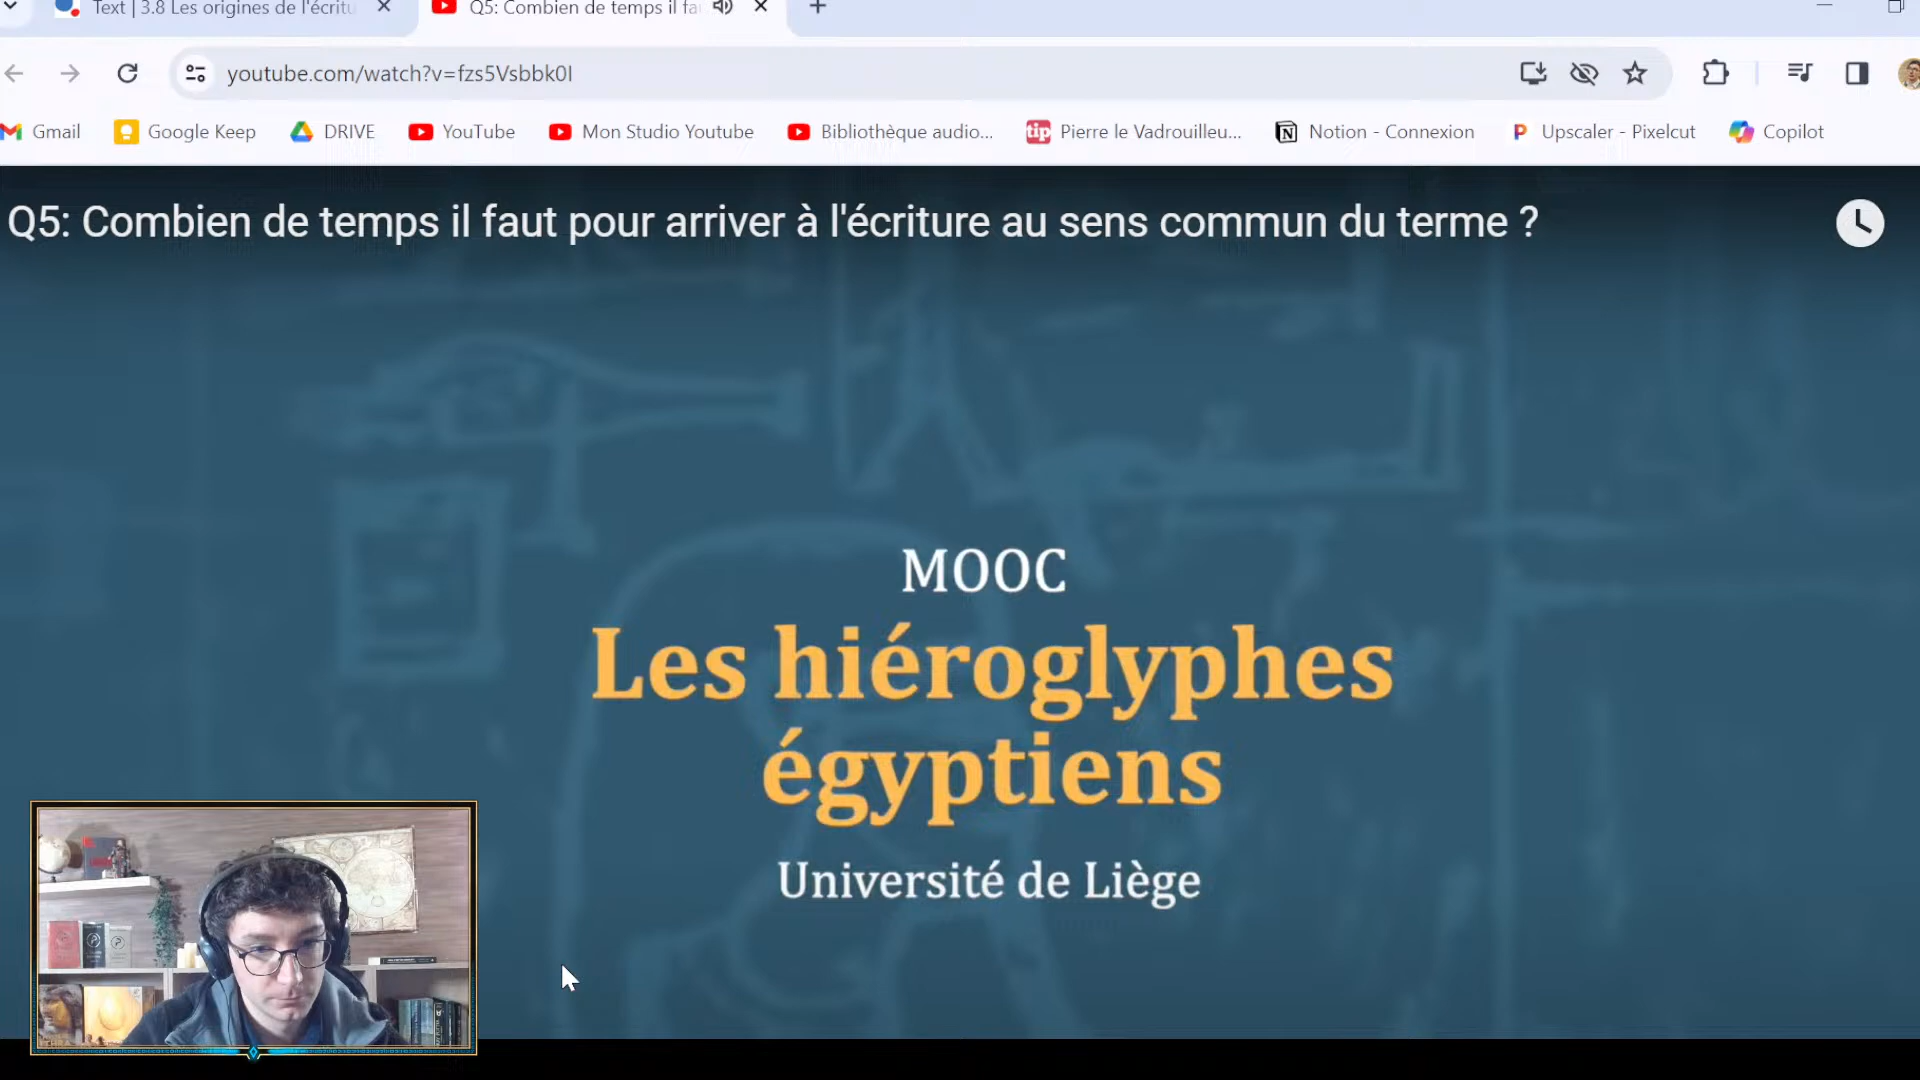 Text | 3.8 Les origines de l'écritu
Q5: Combien de temps il fa
youtube.com/watch?v=fzs5Vsbbk0I
Gmail
Google Keep
DRIVE
YouTube
Mon Studio Youtube
Bibliothèque audio...
tip
Pierre le Vadrouilleu...
Notion - Connexion
Upscaler - Pixelcut
Copilot
Q5: Combien de temps il faut pour arriver à l'écriture au sens commun du terme ?
MOOC
Les hiéroglyphes
égyptiens
Université de Liège